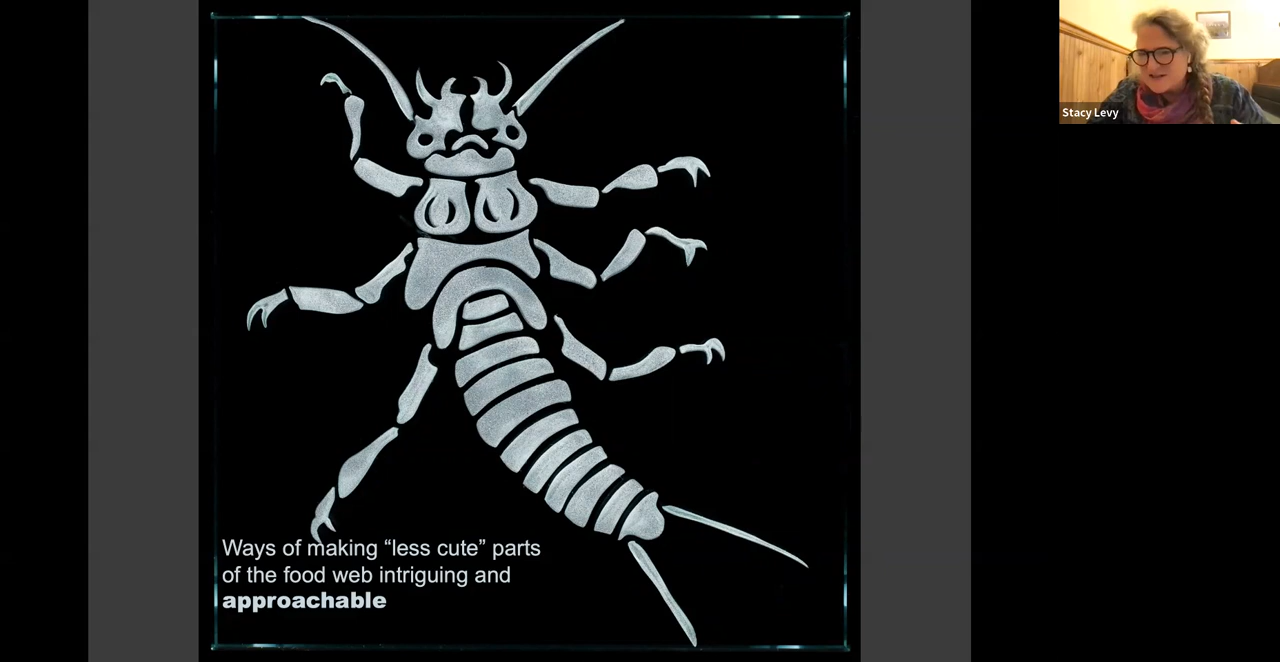 Stacy Levy
Ways of making “less cute” parts
of the food web intriguing and
approachable